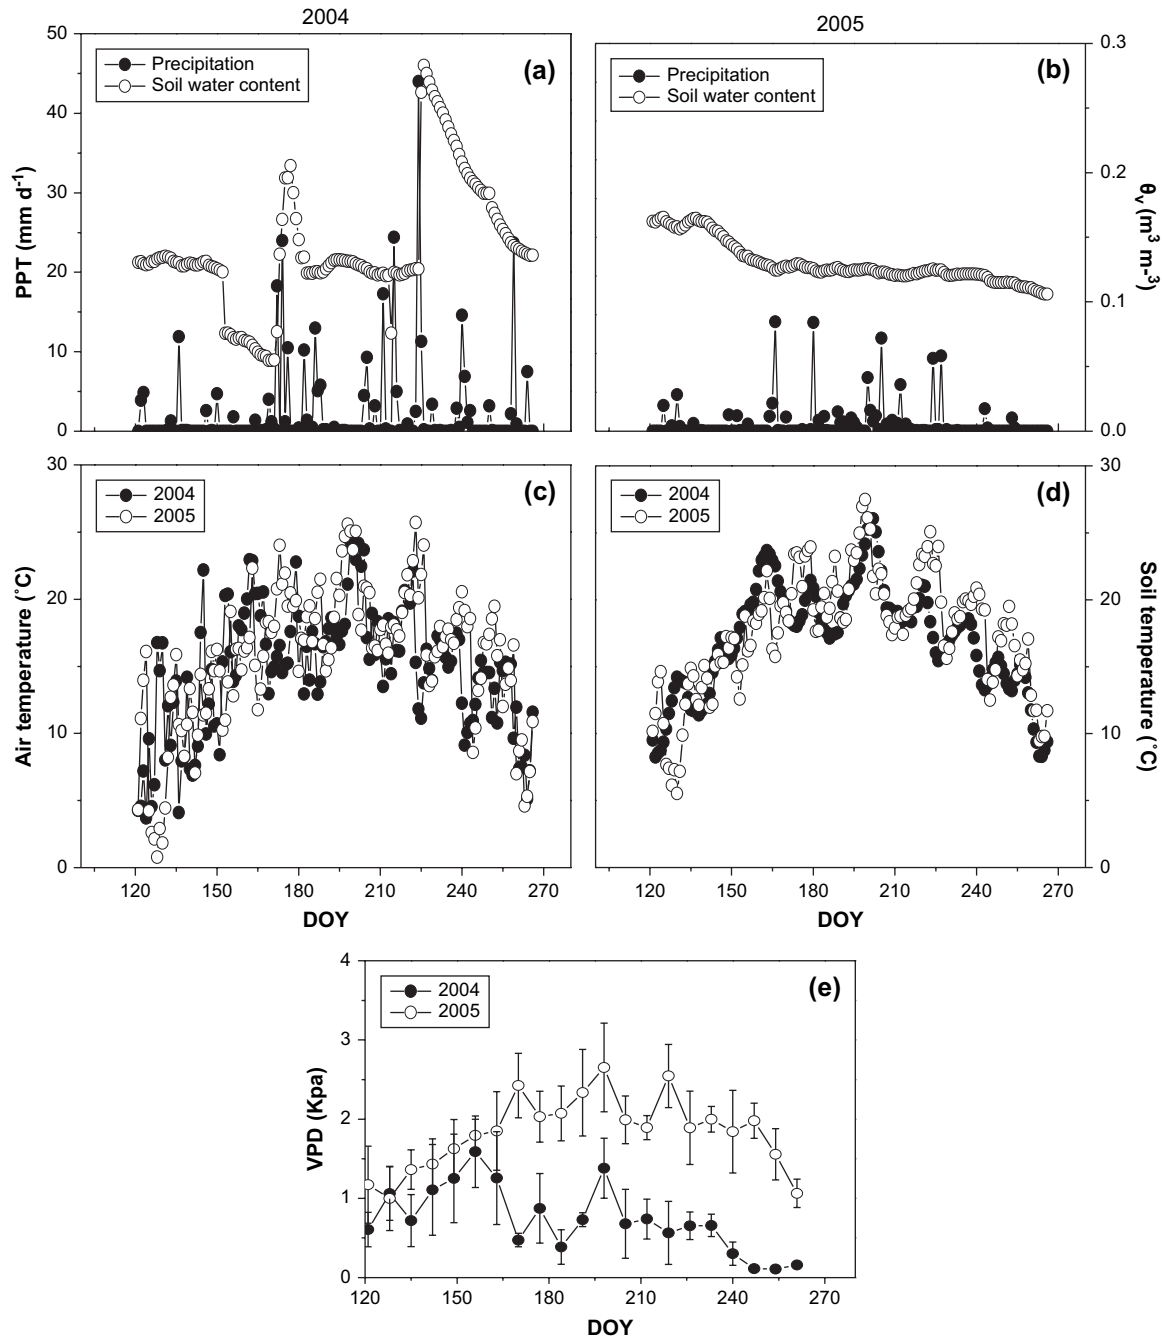 2004
2005
50
40
30
20
10
0
PPT (mm d-1)
Precipitation
Soil water content
(a)
Precipitation
Soil water content
(b)
0.3
0.2
0.1
0.0
θv (m3 m-3)
30
20
10
0
Air temperature (˚C)
2004
2005
(c)
120 150 180 210 240 270
DOY
2004
2005
(d)
30
20
10
0
Soil temperature (˚C)
120 150 180 210 240 270
DOY
4
3
2
1
0
VPD (Kpa)
2004
2005
(e)
120 150 180 210 240 270
DOY